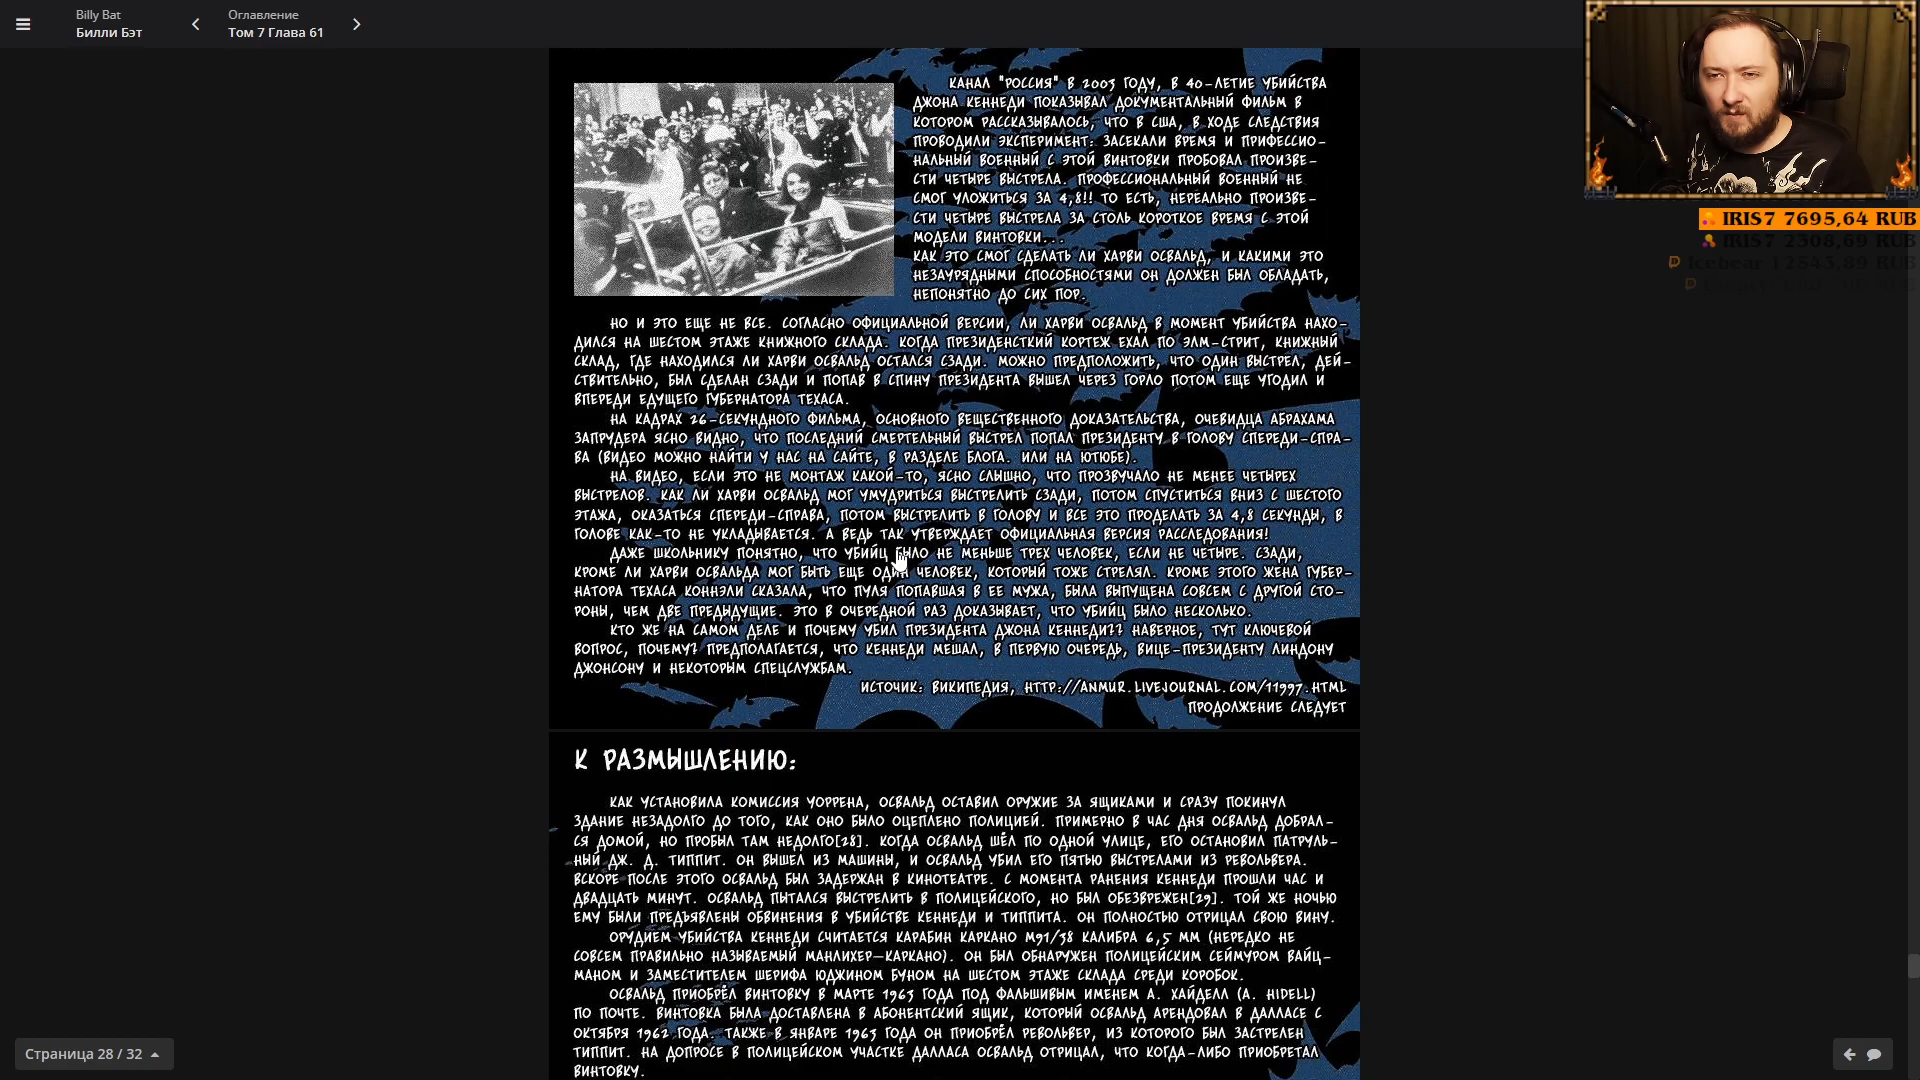 Billy Bat
Билли Бэт
Оглавление
Том 7 Глава 61
КАНАЛ "РОССИЯ" В 2003 ГОДУ, В 40-ЛЕТИЕ УБИЙСТВА
ДЖОНА КЕННЕДИ ПОКАЗЫВАЛ ДОКУМЕНТАЛЬНЫЙ ФИЛЬМ В
КОТОРОМ РАССКАЗЫВАЛОСЬ, ЧТО В США, В ХОДЕ СЛЕДСТВИЯ
ПРОВОДИЛИ ЭКСПЕРИМЕНТ: ЗАСЕКАЛИ ВРЕМЯ И ПРИФЕССИО-
НАЛЬНЫЙ ВОЕННЫЙ С ЭТОЙ ВИНТОВКИ ПРОБОВАЛ ПРОИЗВЕ-
СТИ ЧЕТЫРЕ ВЫСТРЕЛА. ПРОФЕССИОНАЛЬНЫЙ ВОЕННЫЙ НЕ
СМОГ УЛОЖИТЬСЯ ЗА 4,8!! ТО ЕСТЬ, НЕРЕАЛЬНО ПРОИЗВЕ-
СТИ ЧЕТЫРЕ ВЫСТРЕЛА ЗА СТОЛЬ КОРОТКОЕ ВРЕМЯ С ЭТОЙ
МОДЕЛИ ВИНТОВКИ...
КАК ЭТО СМОГ СДЕЛАТЬ ЛИ ХАРВИ ОСВАЛЬД, И КАКИМИ ЭТО
НЕЗАУРЯДНЫМИ СПОСОБНОСТЯМИ ОН ДОЛЖЕН БЫЛ ОБЛАДАТЬ,
НЕПОНЯТНО ДО СИХ ПОР.
НО И ЭТО ЕЩЕ НЕ ВСЕ. СОГЛАСНО ОФИЦИАЛЬНОЙ ВЕРСИИ, ЛИ ХАРВИ ОСВАЛЬД В МОМЕНТ УБИЙСТВА НАХО-
ДИЛСЯ НА ШЕСТОМ ЭТАЖЕ КНИЖНОГО СКЛАДА. КОГДА ПРЕЗИДЕНСТКИЙ КОРТЕЖ ЕХАЛ ПО ЭЛМ-СТРИТ, КНИЖНЫЙ
СКЛАД, ГДЕ НАХОДИЛСЯ ЛИ ХАРВИ ОСВАЛЬД ОСТАЛСЯ СЗАДИ. МОЖНО ПРЕДПОЛОЖИТЬ, ЧТО ОДИН ВЫСТРЕЛ, ДЕЙ-
СТВИТЕЛЬНО, БЫЛ СДЕЛАН СЗАДИ И ПОПАВ В СПИНУ ПРЕЗИДЕНТА ВЫШЕЛ ЧЕРЕЗ ГОРЛО ПОТОМ ЕЩЕ УГОДИЛ И
ВПЕРЕДИ ЕДУЩЕГО ГУБЕРНАТОРА ТЕХАСА.
НА КАДРАХ 26-СЕКУНДНОГО ФИЛЬМА, ОСНОВНОГО ВЕЩЕСТВЕННОГО ДОКАЗАТЕЛЬСТВА, ОЧЕВИДЦА АБРАХАМА
ЗАПРУДЕРА ЯСНО ВИДНО, ЧТО ПОСЛЕДНИЙ СМЕРТЕЛЬНЫЙ ВЫСТРЕЛ ПОПАЛ ПРЕЗИДЕНТУ В ГОЛОВУ СПЕРЕДИ-СПРА-
ВА (ВИДЕО МОЖНО НАЙТИ У НАС НА САЙТЕ, В РАЗДЕЛЕ БЛОГА. ИЛИ НА ЮТЮБЕ).
НА ВИДЕО, ЕСЛИ ЭТО НЕ МОНТАЖ КАКОЙ-ТО, ЯСНО СЛЫШНО, ЧТО ПРОЗВУЧАЛО НЕ МЕНЕЕ ЧЕТЫРЕХ
ВЫСТРЕЛОВ. КАК ЛИ ХАРВИ ОСВАЛЬД МОГ УМУДРИТЬСЯ ВЫСТРЕЛИТЬ СЗАДИ, ПОТОМ СПУСТИТЬСЯ ВНИЗ С ШЕСТОГО
ЭТАЖА, ОКАЗАТЬСЯ СПЕРЕДИ-СПРАВА, ПОТОМ ВЫСТРЕЛИТЬ В ГОЛОВУ И ВСЕ ЭТО ПРОДЕЛАТЬ ЗА 4,8 СЕКУНДЫ, В
ГОЛОВЕ КАК-ТО НЕ УКЛАДЫВАЕТСЯ. А ВЕДЬ ТАК УТВЕРЖДАЕТ ОФИЦИАЛЬНАЯ ВЕРСИЯ РАССЛЕДОВАНИЯ!
ДАЖЕ ШКОЛЬНИКУ ПОНЯТНО, ЧТО УБИЙЦ БЫЛО НЕ МЕНЬШЕ ТРЕХ ЧЕЛОВЕК, ЕСЛИ НЕ ЧЕТЫРЕ. СЗАДИ,
КРОМЕ ЛИ ХАРВИ ОСВАЛЬДА МОГ БЫТЬ ЕЩЕ ОДИН ЧЕЛОВЕК, КОТОРЫЙ ТОЖЕ СТРЕЛЯЛ. КРОМЕ ЭТОГО ЖЕНА ГУБЕР-
НАТОРА ТЕХАСА КОННЭЛИ СКАЗАЛА, ЧТО ПУЛЯ ПОПАВШАЯ В ЕЕ МУЖА, БЫЛА ВЫПУЩЕНА СОВСЕМ С ДРУГОЙ СТО-
РОНЫ, ЧЕМ ДВЕ ПРЕДЫДУЩИЕ. ЭТО В ОЧЕРЕДНОЙ РАЗ ДОКАЗЫВАЕТ, ЧТО УБИЙЦ БЫЛО НЕСКОЛЬКО.
КТО ЖЕ НА САМОМ ДЕЛЕ И ПОЧЕМУ УБИЛ ПРЕЗИДЕНТА ДЖОНА КЕННЕДИ?? НАВЕРНОЕ, ТУТ КЛЮЧЕВОЙ
ВОПРОС, ПОЧЕМУ? ПРЕДПОЛАГАЕТСЯ, ЧТО КЕННЕДИ МЕШАЛ, В ПЕРВУЮ ОЧЕРЕДЬ, ВИЦЕ-ПРЕЗИДЕНТУ ЛИНДОНУ
ДЖОНСОНУ И НЕКОТОРЫМ СПЕЦСЛУЖБАМ.
ИСТОЧИК: ВИКИПЕДИЯ, HTTP://ANMUR.LIVEJOURNAL.COM/11997.HTML
ПРОДОЛЖЕНИЕ СЛЕДУЕТ
К РАЗМЫШЛЕНИЮ:
КАК УСТАНОВИЛА КОМИССИЯ УОРРЕНА, ОСВАЛЬД ОСТАВИЛ ОРУЖИЕ ЗА ЯЩИКАМИ И СРАЗУ ПОКИНУЛ
ЗДАНИЕ НЕЗАДОЛГО ДО ТОГО, КАК ОНО БЫЛО ОЦЕПЛЕНО ПОЛИЦИЕЙ. ПРИМЕРНО В ЧАС ДНЯ ОСВАЛЬД ДОБРАЛ-
СЯ ДОМОЙ, НО ПРОБЫЛ ТАМ НЕДОЛГО[28]. КОГДА ОСВАЛЬД ШЁЛ ПО ОДНОЙ УЛИЦЕ, ЕГО ОСТАНОВИЛ ПАТРУЛЬ-
НЫЙ ДЖ. Д. ТИППИТ. ОН ВЫШЕЛ ИЗ МАШИНЫ, И ОСВАЛЬД УБИЛ ЕГО ПЯТЬЮ ВЫСТРЕЛАМИ ИЗ РЕВОЛЬВЕРА.
ВСКОРЕ ПОСЛЕ ЭТОГО ОСВАЛЬД БЫЛ ЗАДЕРЖАН В КИНОТЕАТРЕ. С МОМЕНТА РАНЕНИЯ КЕННЕДИ ПРОШЛИ ЧАС И
ДВАДЦАТЬ МИНУТ. ОСВАЛЬД ПЫТАЛСЯ ВЫСТРЕЛИТЬ В ПОЛИЦЕЙСКОГО, НО БЫЛ ОБЕЗВРЕЖЕН[29]. ТОЙ ЖЕ НОЧЬЮ
ЕМУ БЫЛИ ПРЕДЪЯВЛЕНЫ ОБВИНЕНИЯ В УБИЙСТВЕ КЕННЕДИ И ТИППИТА. ОН ПОЛНОСТЬЮ ОТРИЦАЛ СВОЮ ВИНУ.
ОРУДИЕМ УБИЙСТВА КЕННЕДИ СЧИТАЕТСЯ КАРАБИН КАРКАНО М91/38 КАЛИБРА 6,5 ММ (НЕРЕДКО НЕ
СОВСЕМ ПРАВИЛЬНО НАЗЫВАЕМЫЙ МАНЛИХЕР—КАРКАНО). ОН БЫЛ ОБНАРУЖЕН ПОЛИЦЕЙСКИМ СЕЙМУРОМ ВАЙЦ-
МАНОМ И ЗАМЕСТИТЕЛЕМ ШЕРИФА ЮДЖИНОМ БУНОМ НА ШЕСТОМ ЭТАЖЕ СКЛАДА СРЕДИ КОРОБОК.
ОСВАЛЬД ПРИОБРЁЛ ВИНТОВКУ В МАРТЕ 1963 ГОДА ПОД ФАЛЬШИВЫМ ИМЕНЕМ А. ХАЙДЕЛЛ (A. HIDELL)
ПО ПОЧТЕ. ВИНТОВКА БЫЛА ДОСТАВЛЕНА В АБОНЕНТСКИЙ ЯЩИК, КОТОРЫЙ ОСВАЛЬД АРЕНДОВАЛ В ДАЛЛАСЕ С
ОКТЯБРЯ 1962 ГОДА. ТАКЖЕ В ЯНВАРЕ 1963 ГОДА ОН ПРИОБРЁЛ РЕВОЛЬВЕР, ИЗ КОТОРОГО БЫЛ ЗАСТРЕЛЕН
ТИППИТ. НА ДОПРОСЕ В ПОЛИЦЕЙСКОМ УЧАСТКЕ ДАЛЛАСА ОСВАЛЬД ОТРИЦАЛ, ЧТО КОГДА-ЛИБО ПРИОБРЕТАЛ
ВИНТОВКУ.
IRIS7 7695,64 RUB
IRIS7 2308,69 RUB
Icebear 12543,89 RUB
Страница 28 / 32